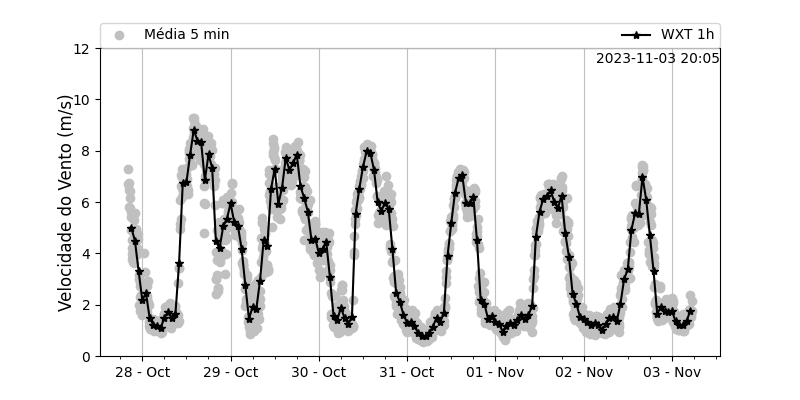 Média 5 min
WXT 1h
2023-11-03 20:05
Velocidade do Vento (m/s)
12
10
8
6
4
2
0
28 - Oct
29 - Oct
30 - Oct
31 - Oct
01 - Nov
02 - Nov
03 - Nov